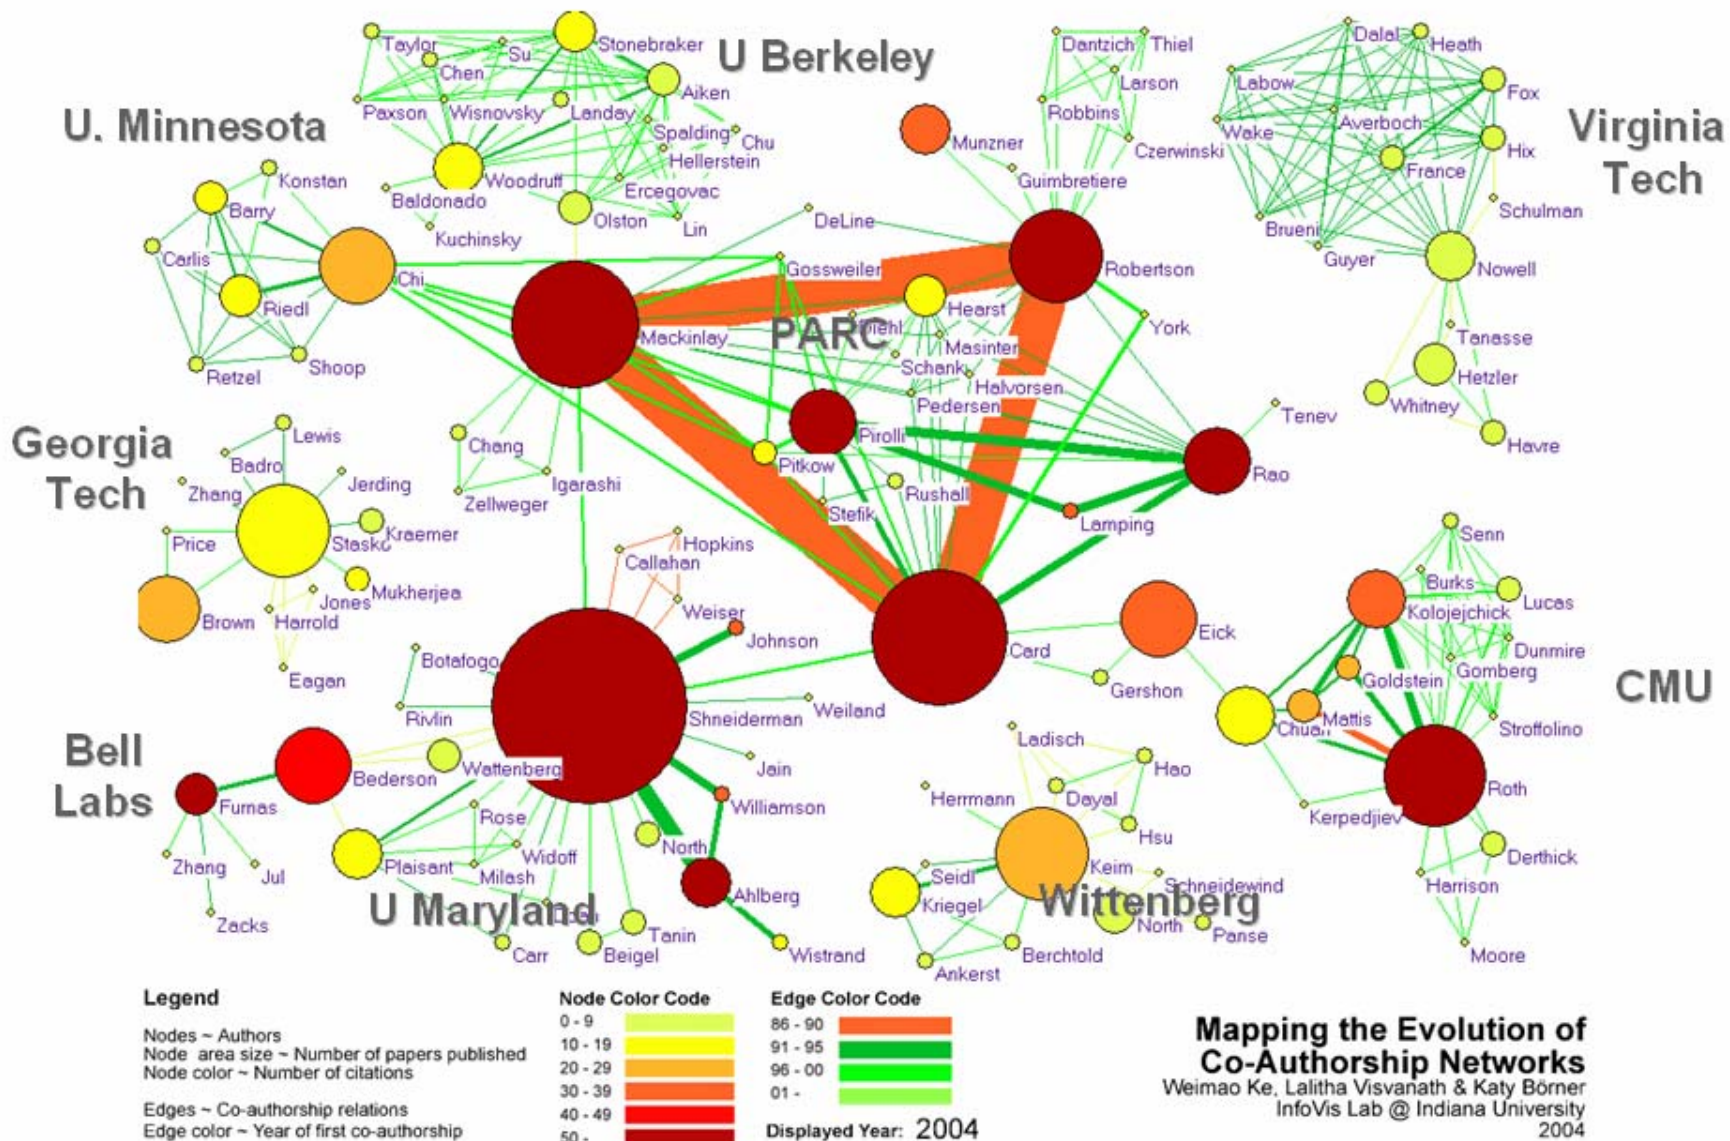 Taylor
Su
Stonebraker
Chen
Aiken
Paxson
Wisnovsky
Landay
Spalding
Chu
Hellerstein
Woodruff
Ercegovac
Baldonado
Olston
Lin
Kuchinsky
U Berkeley
Dantzich
Thiel
Larson
Robbins
Czerwinski
Munzner
Guimbretiere
Dalal
Heath
Labow
Fox
Wake
Averboch
Hix
France
Schulman
Brueni
Guyer
Nowell
Tanasse
Hetzler
Whitney
Havre
Virginia
Tech
U. Minnesota
Konstan
Barry
Carlis
Chi
Riedl
Retzel
Shoop
DeLine
Gossweiler
Robertson
Hearst
York
Mackinlay
PARC
Masinter
Schank
Halvorsen
Pedersen
Pirolli
Tenev
Pitkow
Rao
Rushall
Stefik
Lamping
Chang
Igarashi
Zellweger
Georgia
Tech
Lewis
Badro
Zhang
Jerding
Kraemer
Price
Stasko
Mukherjea
Jones
Brown
Harrold
Eagan
Hopkins
Callahan
Weiser
Johnson
Card
Eick
Gershon
Botafogo
Rivlin
Shneiderman
Weiland
Jain
Williamson
Wattenberg
Bederson
Bell
Labs
Furnas
Zhang
Jul
Zacks
Rose
Widoff
Plaisant
Milash
North
Ahlberg
U Maryland
Tanin
Carr
Beigel
Wistrand
Senn
Burks
Kolojejchick
Lucas
Dunmire
Gomberg
Goldstein
CMU
Mattis
Chuah
Stroffolino
Roth
Kerpedjiev
Derthick
Harrison
Moore
Ladisch
Hao
Herrmann
Dayal
Hsu
Keim
Seidl
Schneidewind
Kriegel
Wittenberg
North
Panse
Berchtold
Ankerst
Legend
Nodes ~ Authors
Node area size ~ Number of papers published
Node color ~ Number of citations
Edges ~ Co-authorship relations
Edge color ~ Year of first co-authorship
Node Color Code
0 - 9
10 - 19
20 - 29
30 - 39
40 - 49
50 -
Edge Color Code
86 - 90
91 - 95
96 - 00
01 -
Displayed Year: 2004
Mapping the Evolution of
Co-Authorship Networks
Weimao Ke, Lalitha Visvanath & Katy Börner
InfoVis Lab @ Indiana University
2004